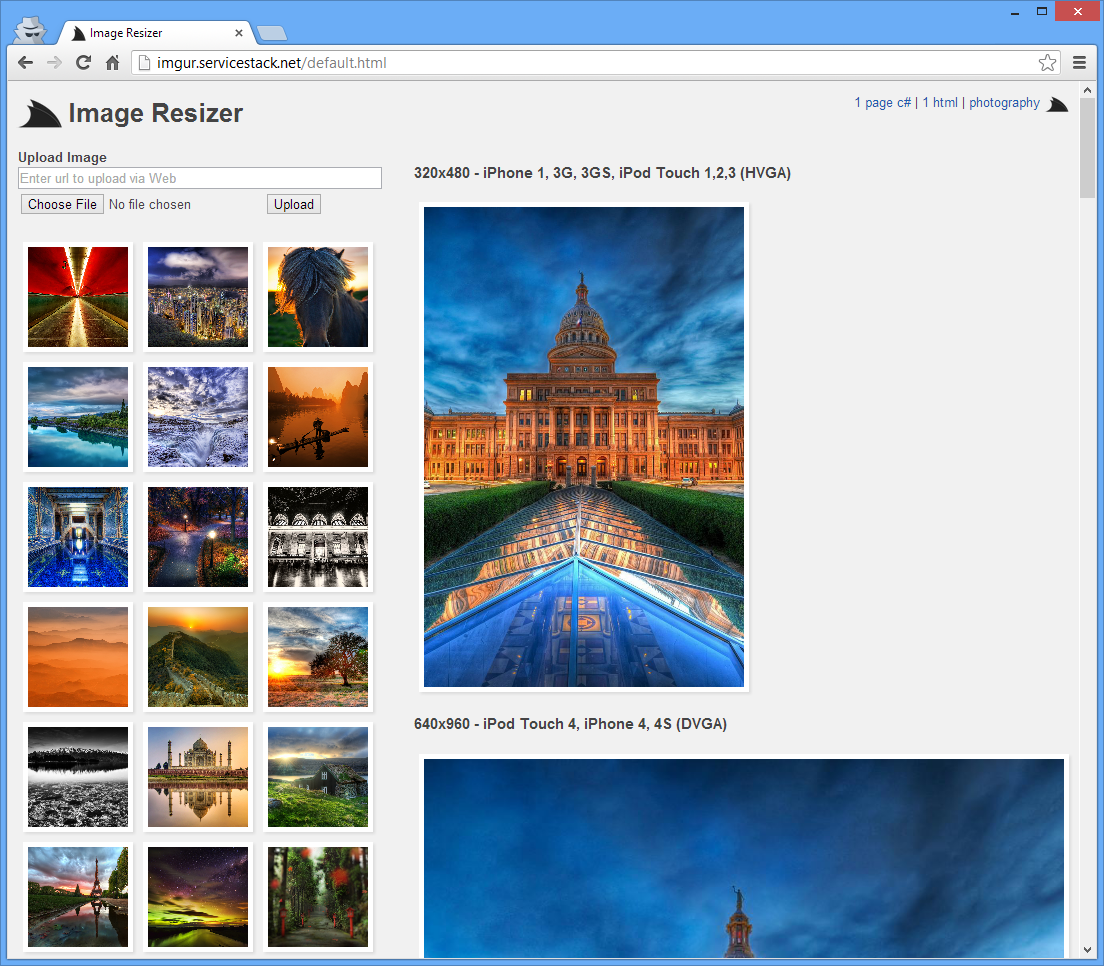 Image Resizer
imgur.servicestack.net/default.html
Image Resizer
1 page c# | 1 html | photography
Upload Image
Enter url to upload via Web
Choose File No file chosen Upload
320x480 - iPhone 1, 3G, 3GS, iPod Touch 1,2,3 (HVGA)
640x960 - iPod Touch 4, iPhone 4, 4S (DVGA)